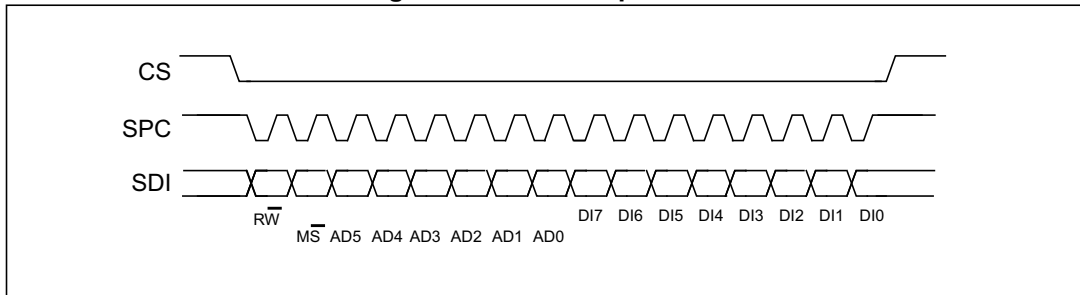 CS
SPC
SDI
RW̅ DI7 DI6 DI5 DI4 DI3 DI2 DI1 DI0
MS̅ AD5 AD4 AD3 AD2 AD1 AD0